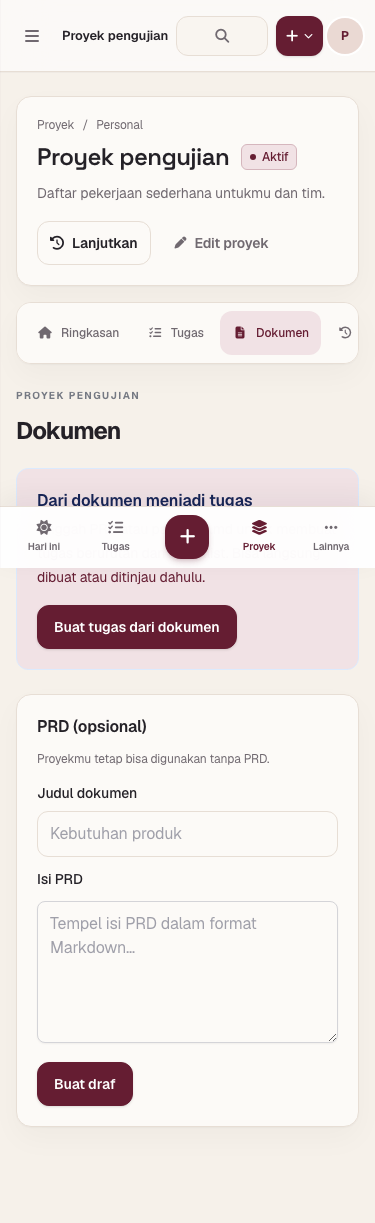 Proyek pengujian
P
Proyek / Personal
Proyek pengujian
Aktif
Daftar pekerjaan sederhana untukmu dan tim.
Lanjutkan
Edit proyek
Ringkasan
Tugas
Dokumen
PROYEK PENGUJIAN
Dokumen
Dari dokumen menjadi tugas
Hari ini
Tugas
Proyek
Lainnya
dibuat atau ditinjau dahulu.
Buat tugas dari dokumen
PRD (opsional)
Proyekmu tetap bisa digunakan tanpa PRD.
Judul dokumen
Kebutuhan produk
Isi PRD
Tempel isi PRD dalam format
Markdown...
Buat draf